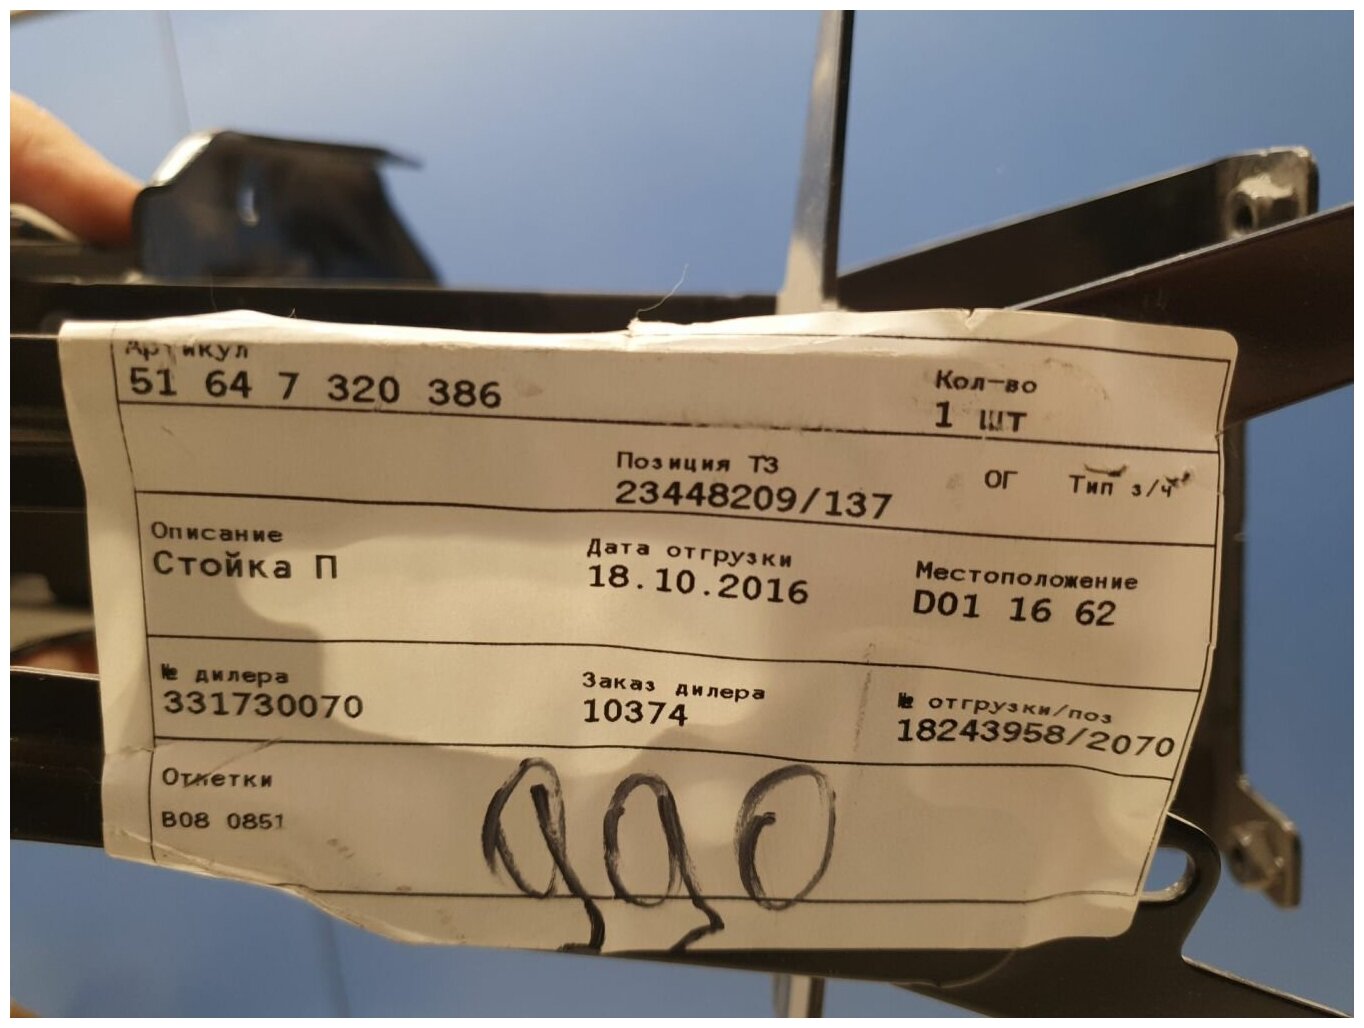 Артикул
51 64 7 320 386
Кол-во
1 шт
Позиция ТЗ
23448209/137
ОГ
Тип з/ч
Описание
Стойка П
Дата отгрузки
18.10.2016
Местоположение
D01 16 62
№ дилера
331730070
Заказ дилера
10374
№ отгрузки/поз
18243958/2070
Отметки
B08 0851
990